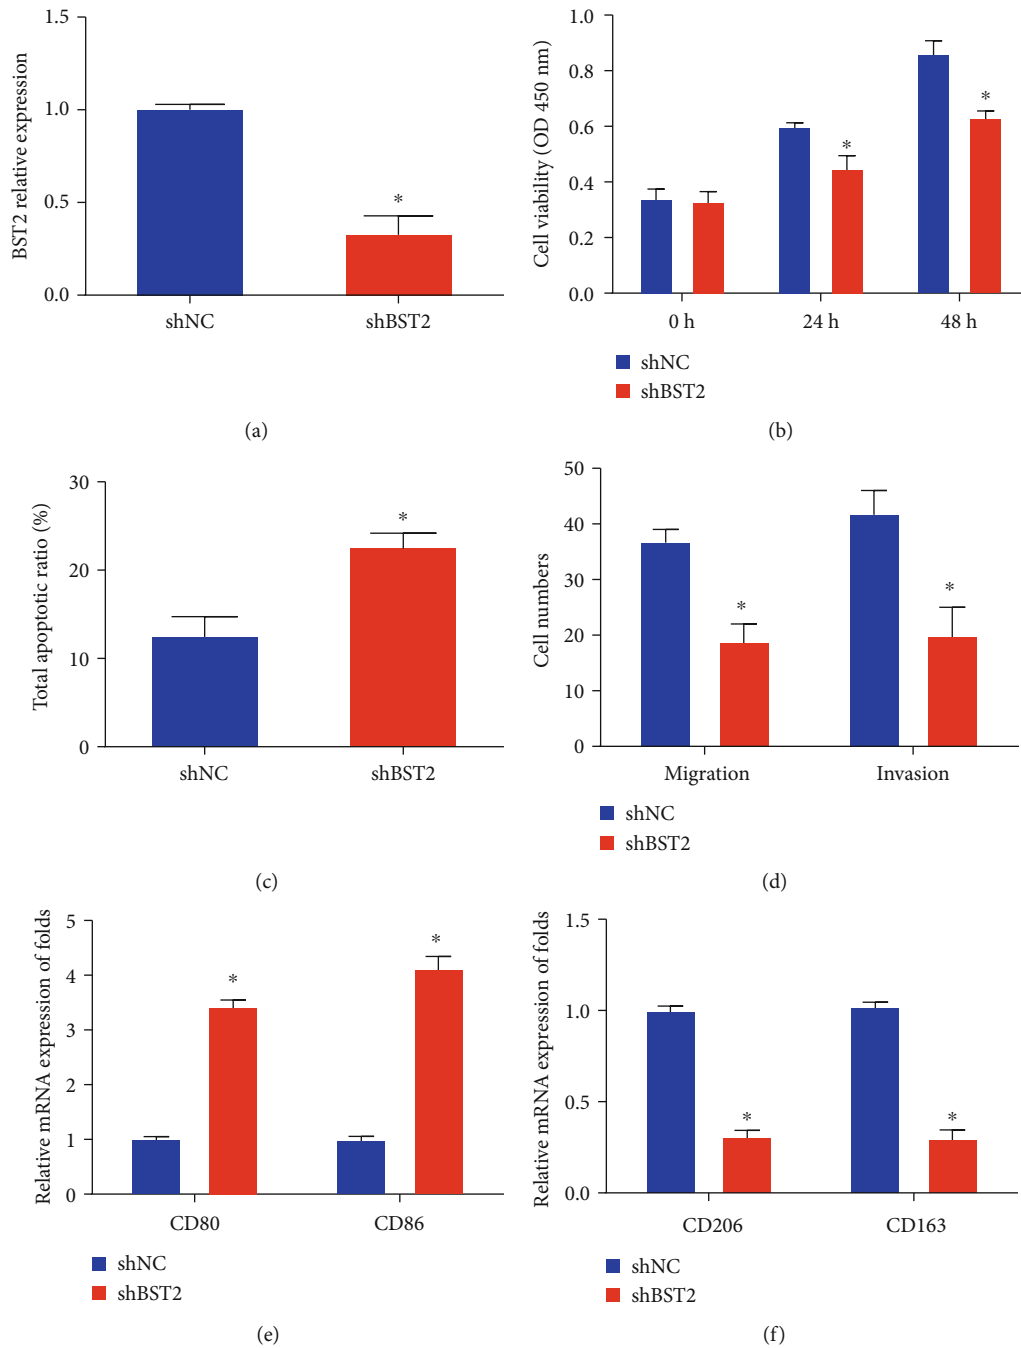 BST2 relative expression
1.5
1.0
0.5
0.0
*
shNC
shBST2
(a)
Cell viability (OD 450 nm)
1.0
0.8
0.6
0.4
0.2
0.0
*
*
0 h
24 h
48 h
shNC
shBST2
(b)
Total apoptotic ratio (%)
30
20
10
0
*
shNC
shBST2
(c)
Cell numbers
50
40
30
20
10
0
*
*
Migration
Invasion
shNC
shBST2
(d)
Relative mRNA expression of folds
5
4
3
2
1
0
*
*
CD80
CD86
shNC
shBST2
(e)
Relative mRNA expression of folds
1.5
1.0
0.5
0.0
*
*
CD206
CD163
shNC
shBST2
(f)